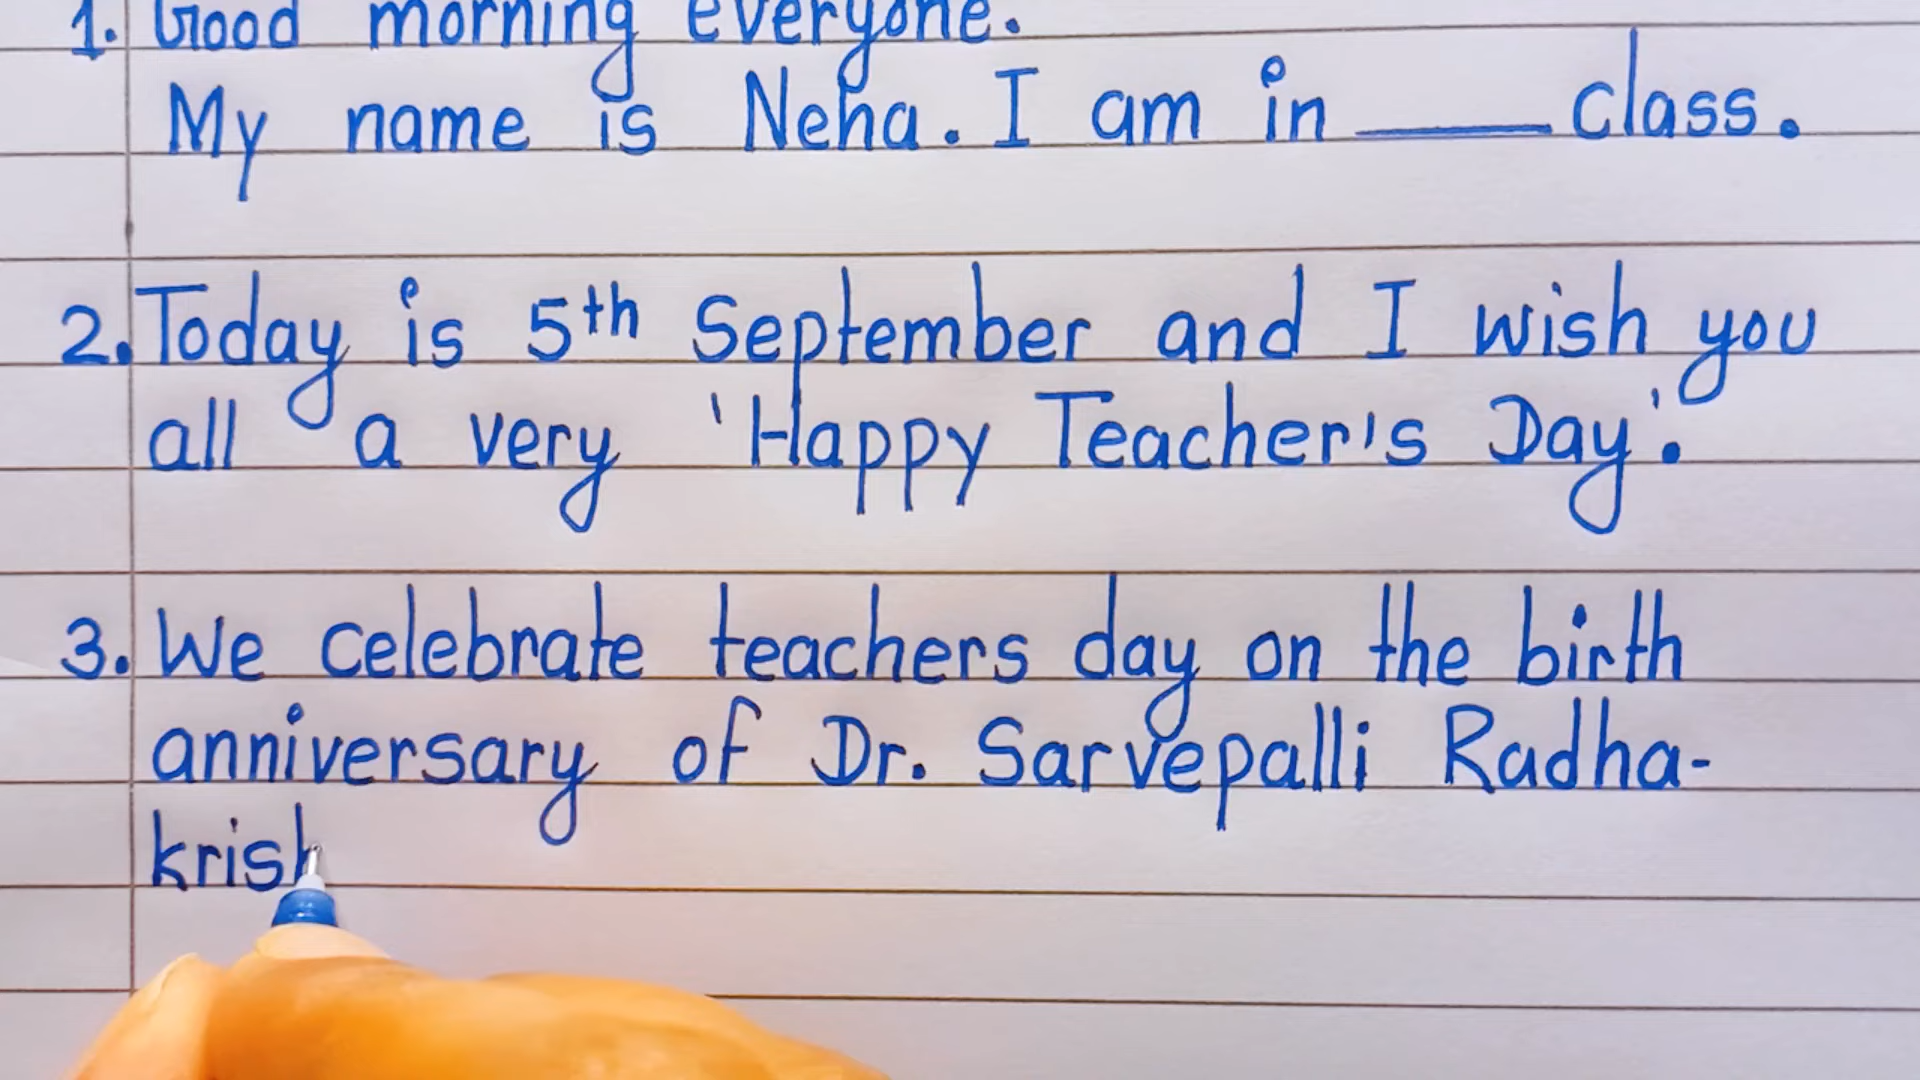 1. Good morning everyone.
My name is Neha. I am in ____ class.
2. Today is 5th September and I wish you
all a very 'Happy Teacher's Day'.
3. We celebrate teachers day on the birth
anniversary of Dr. Sarvepalli Radha-
krish